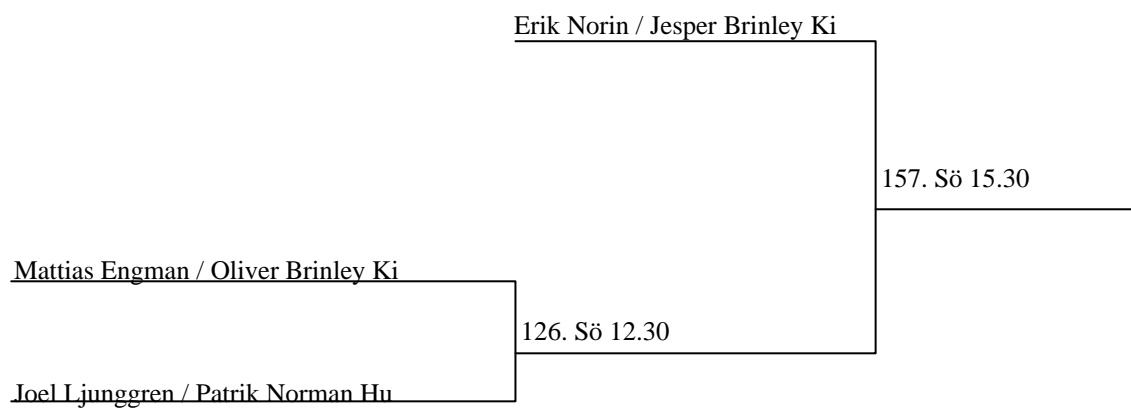 Erik Norin / Jesper Brinley Ki
157. Sö 15.30
Mattias Engman / Oliver Brinley Ki
126. Sö 12.30
Joel Ljunggren / Patrik Norman Hu